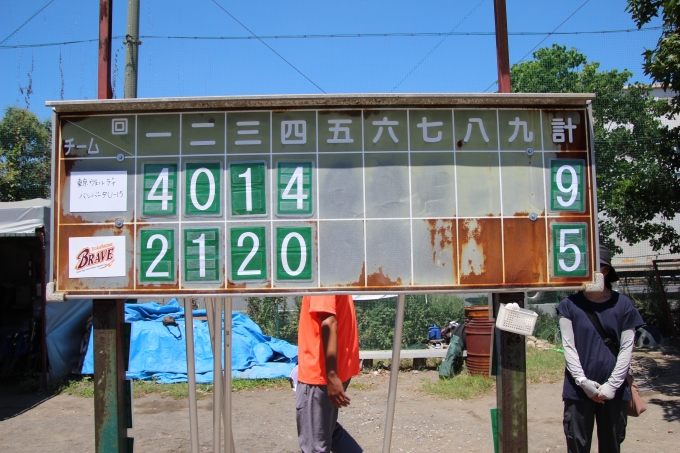 回 一 二 三 四 五 六 七 八 九 計
チーム
4 0 1 4 9
BRAVE 2 1 2 0 5